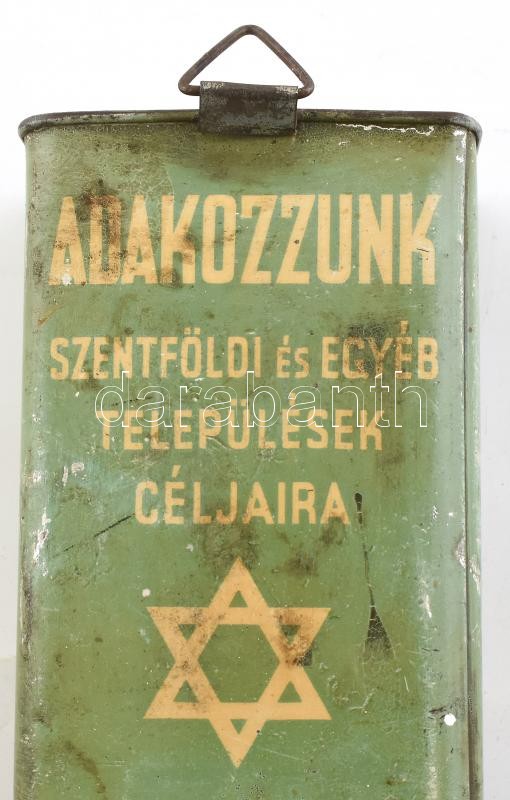 ADAKOZZUNK
SZENTFÖLDI és EGYÉB
darabanth
TELEPÜLÉSEK
CÉLJAIRA